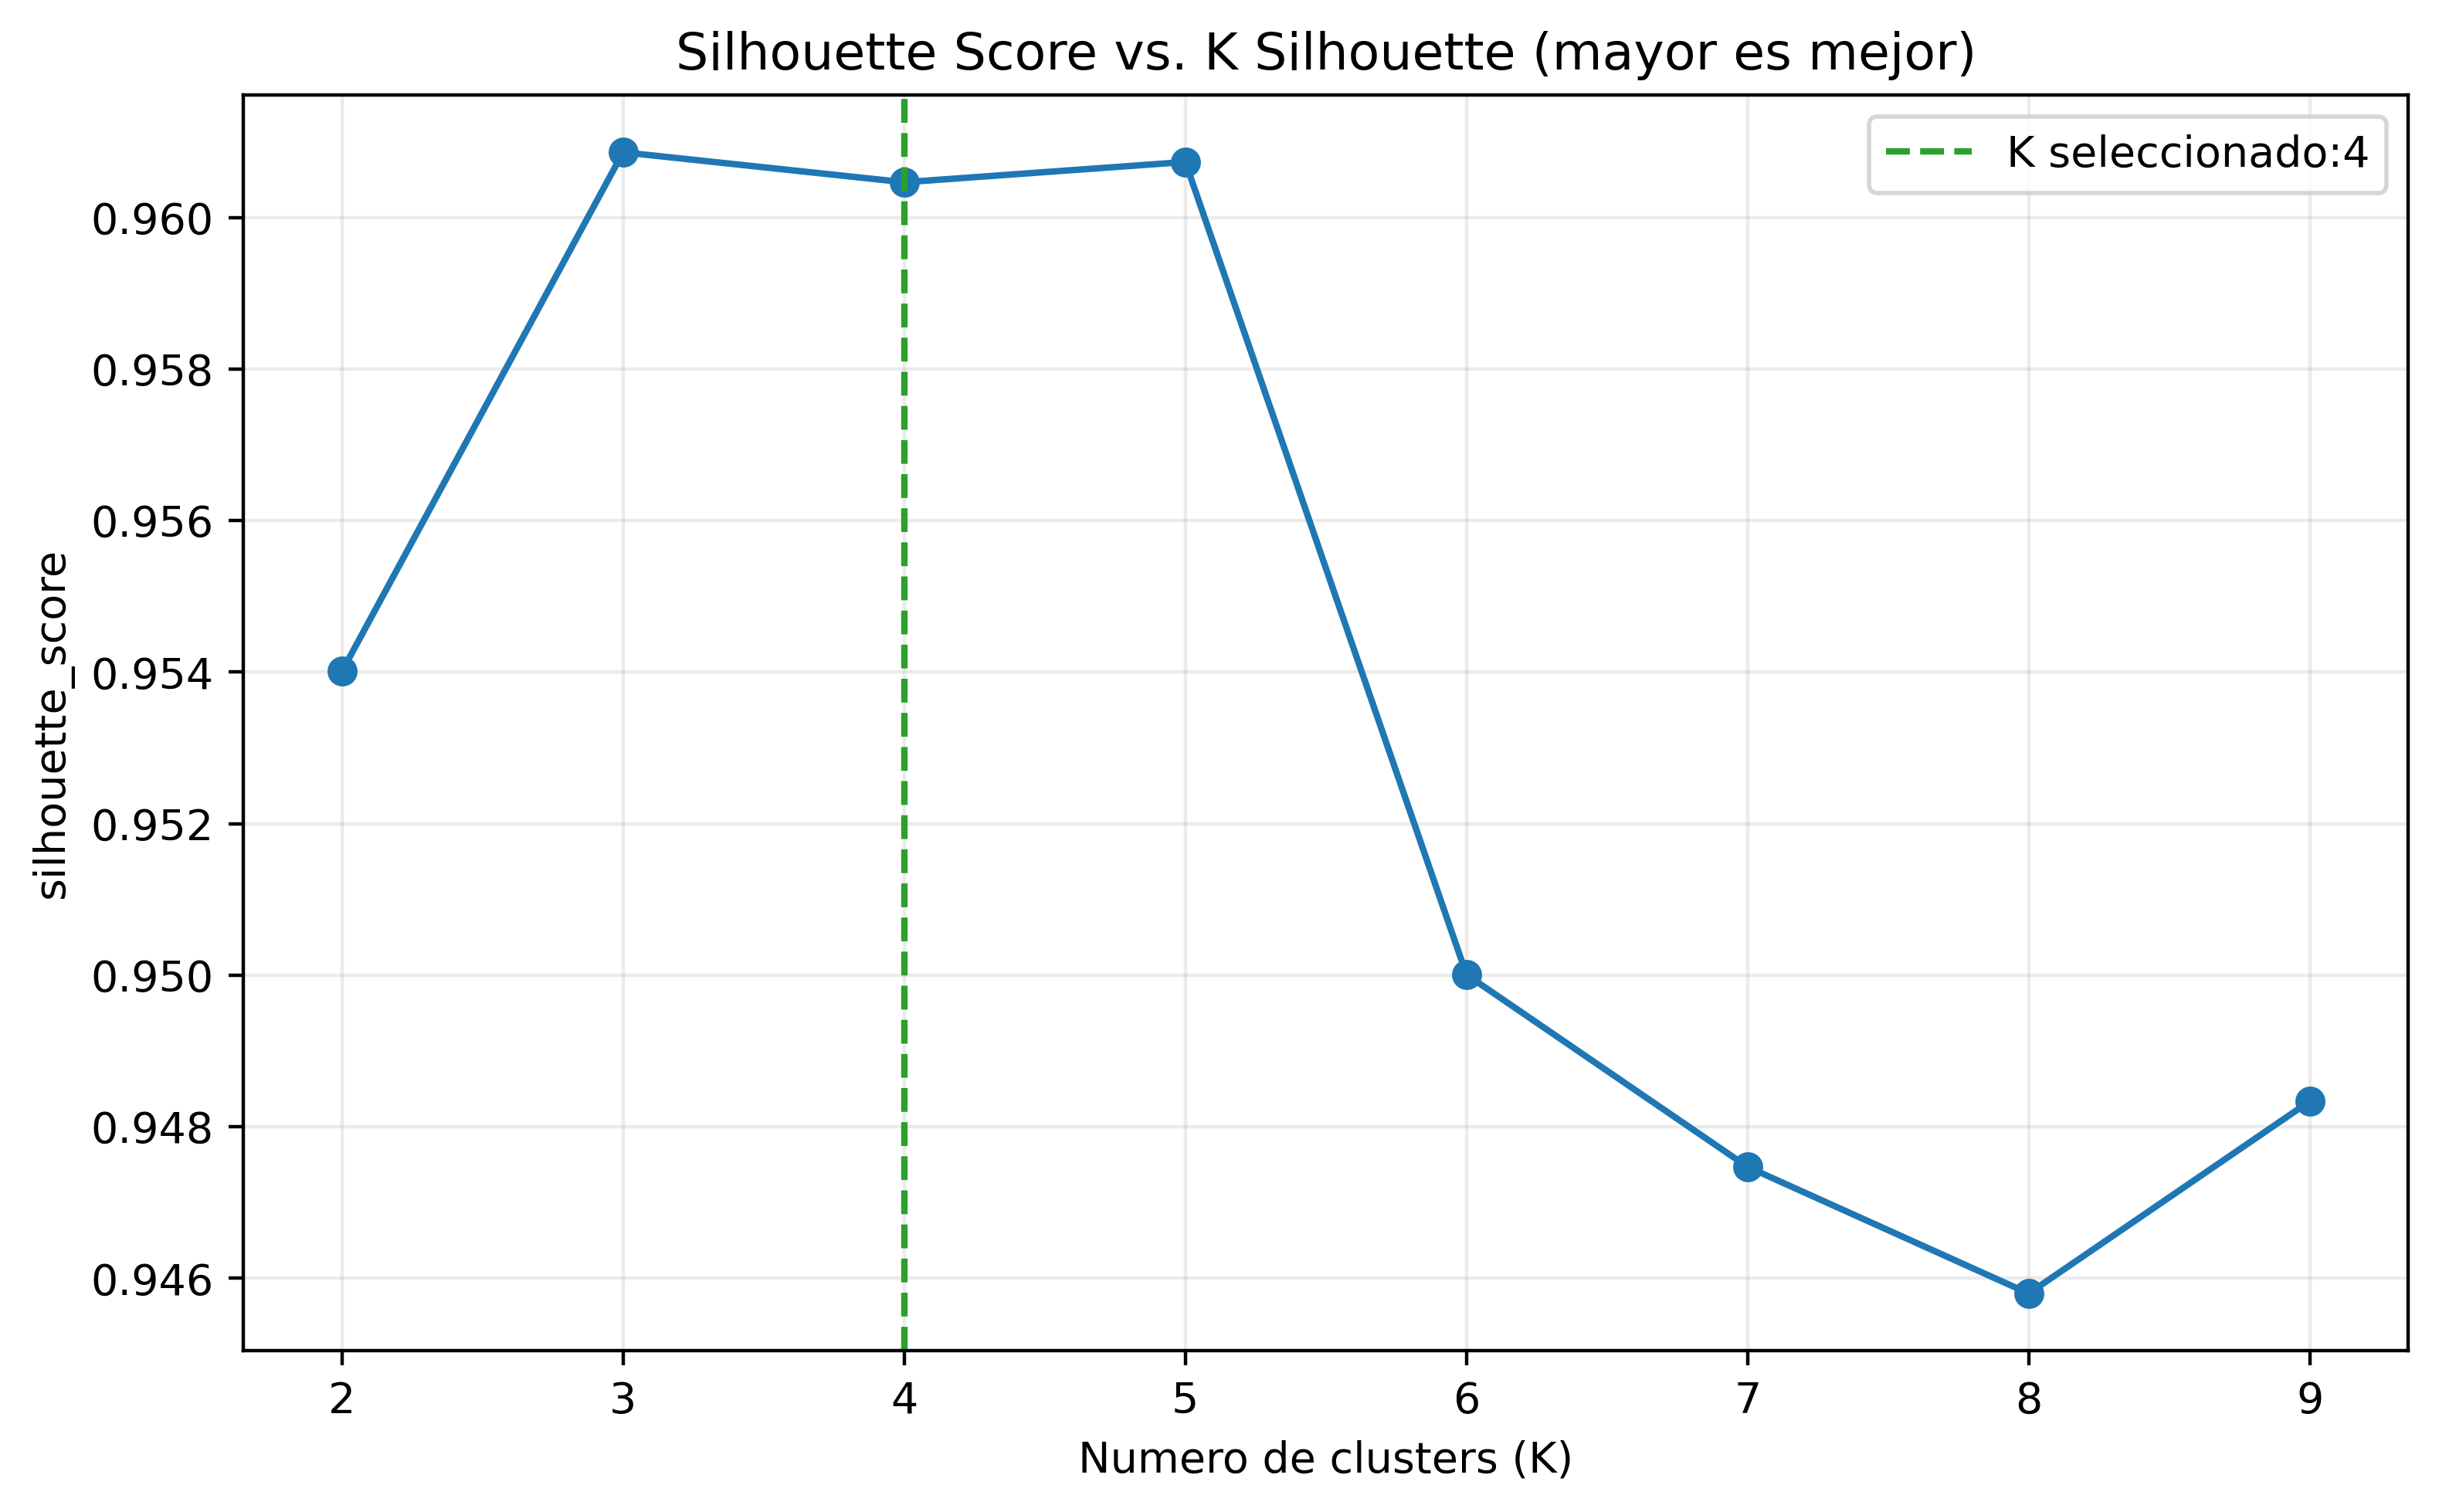 Silhouette Score vs. K Silhouette (mayor es mejor)
K seleccionado:4
silhouette_score
0.960
0.958
0.956
0.954
0.952
0.950
0.948
0.946
2 3 4 5 6 7 8 9
Numero de clusters (K)